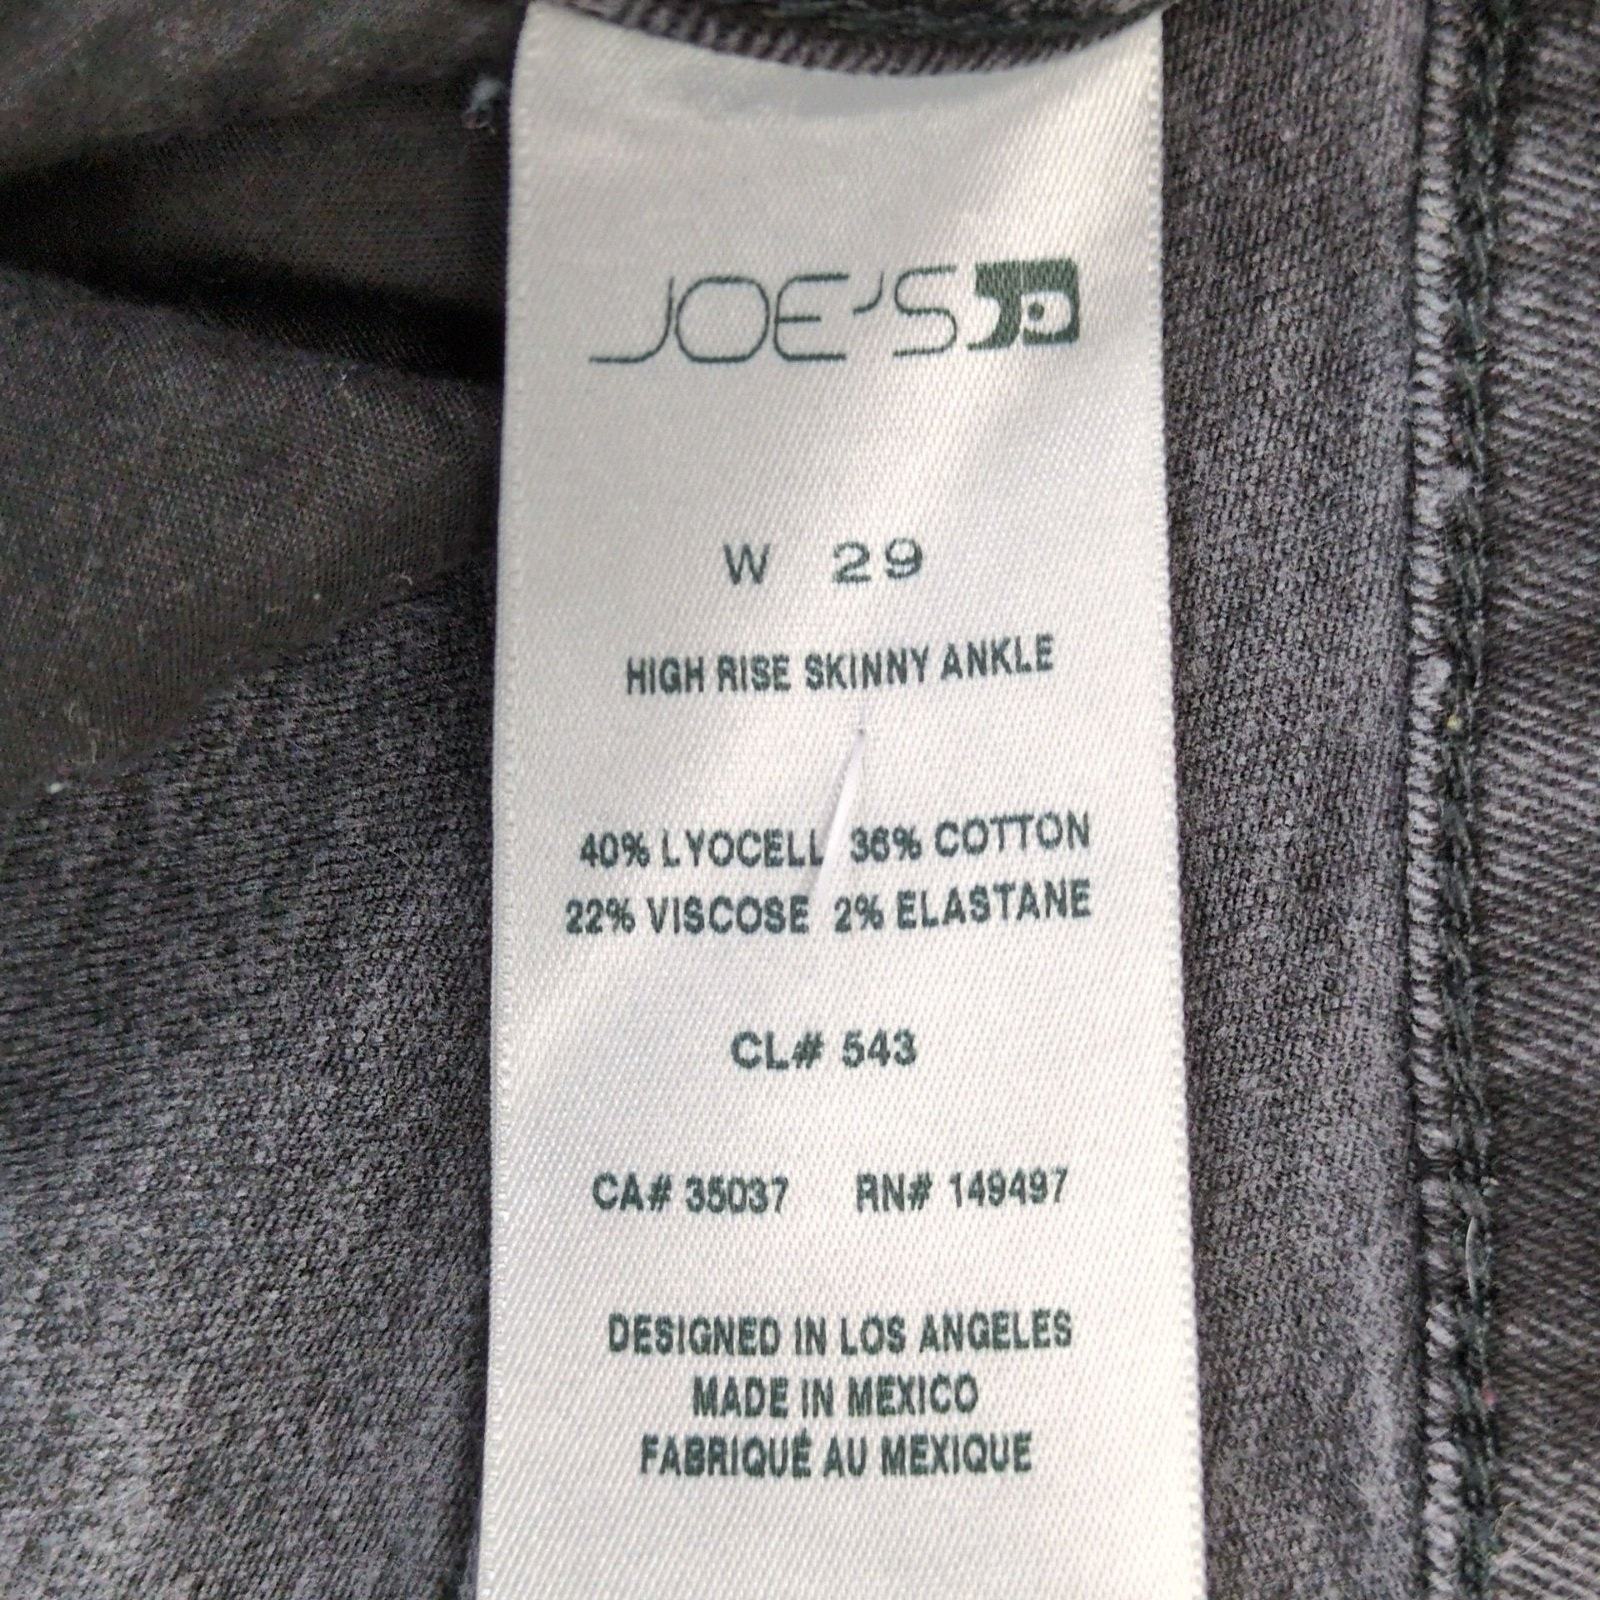 JOE'S
W 29
HIGH RISE SKINNY ANKLE
40% LYOCELL 36% COTTON
22% VISCOSE 2% ELASTANE
CL# 543
CA# 35037 RN# 149497
DESIGNED IN LOS ANGELES
MADE IN MEXICO
FABRIQUÉ AU MEXIQUE